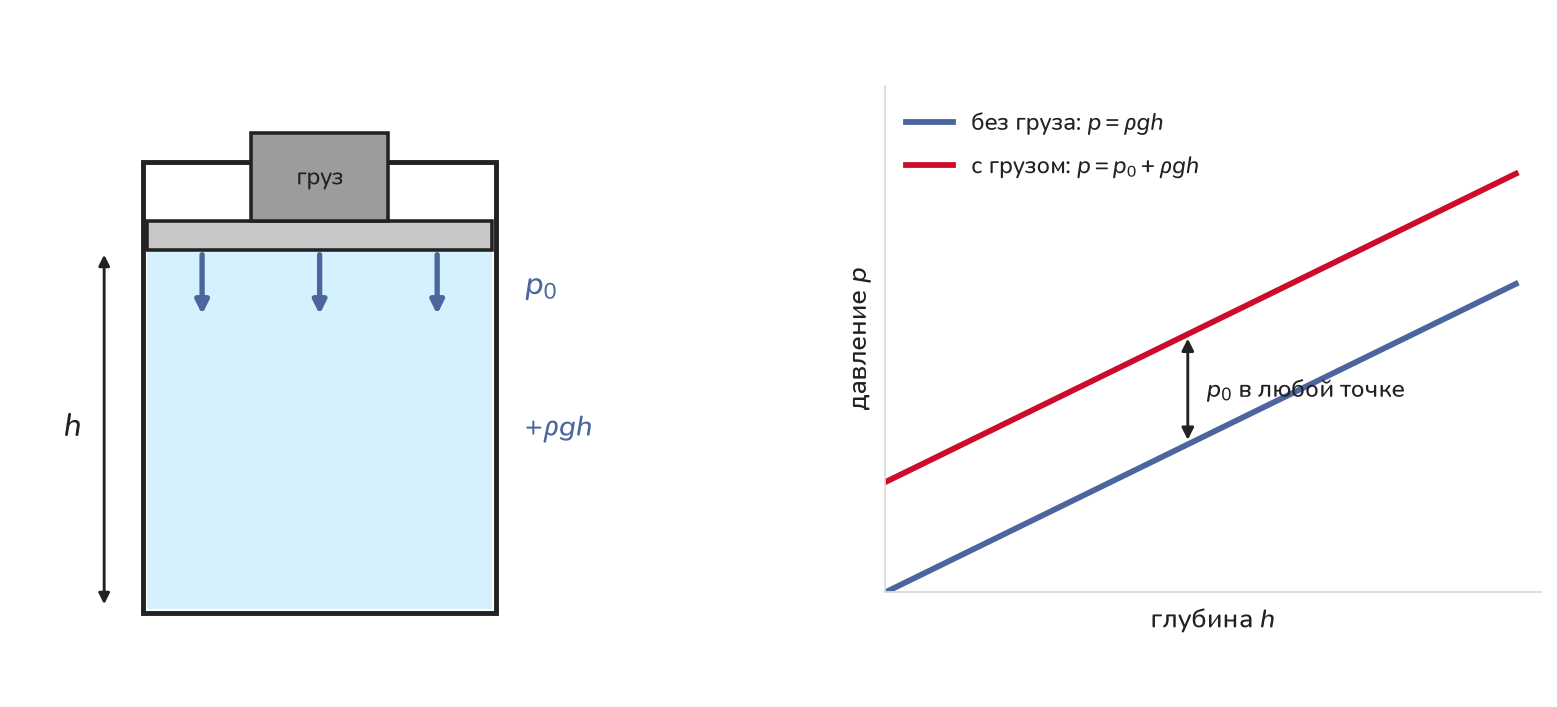 груз
p₀
h
+ρgh
без груза: p = ρgh
с грузом: p = p₀ + ρgh
давление p
p₀ в любой точке
глубина h